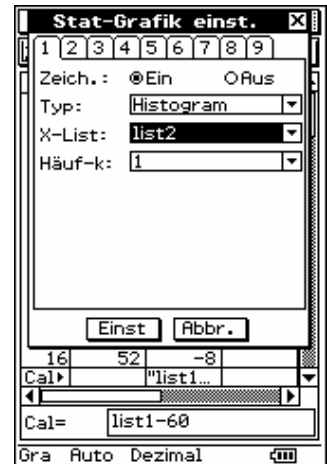 Stat-Grafik einst.
1 2 3 4 5 6 7 8 9
Zeich.: Ein Aus
Typ: Histogram
X-List: list2
Häuf-k: 1
Einst Abbr.
16 52 -8
Cal "list1...
Cal= list1-60
Gra Auto Dezimal